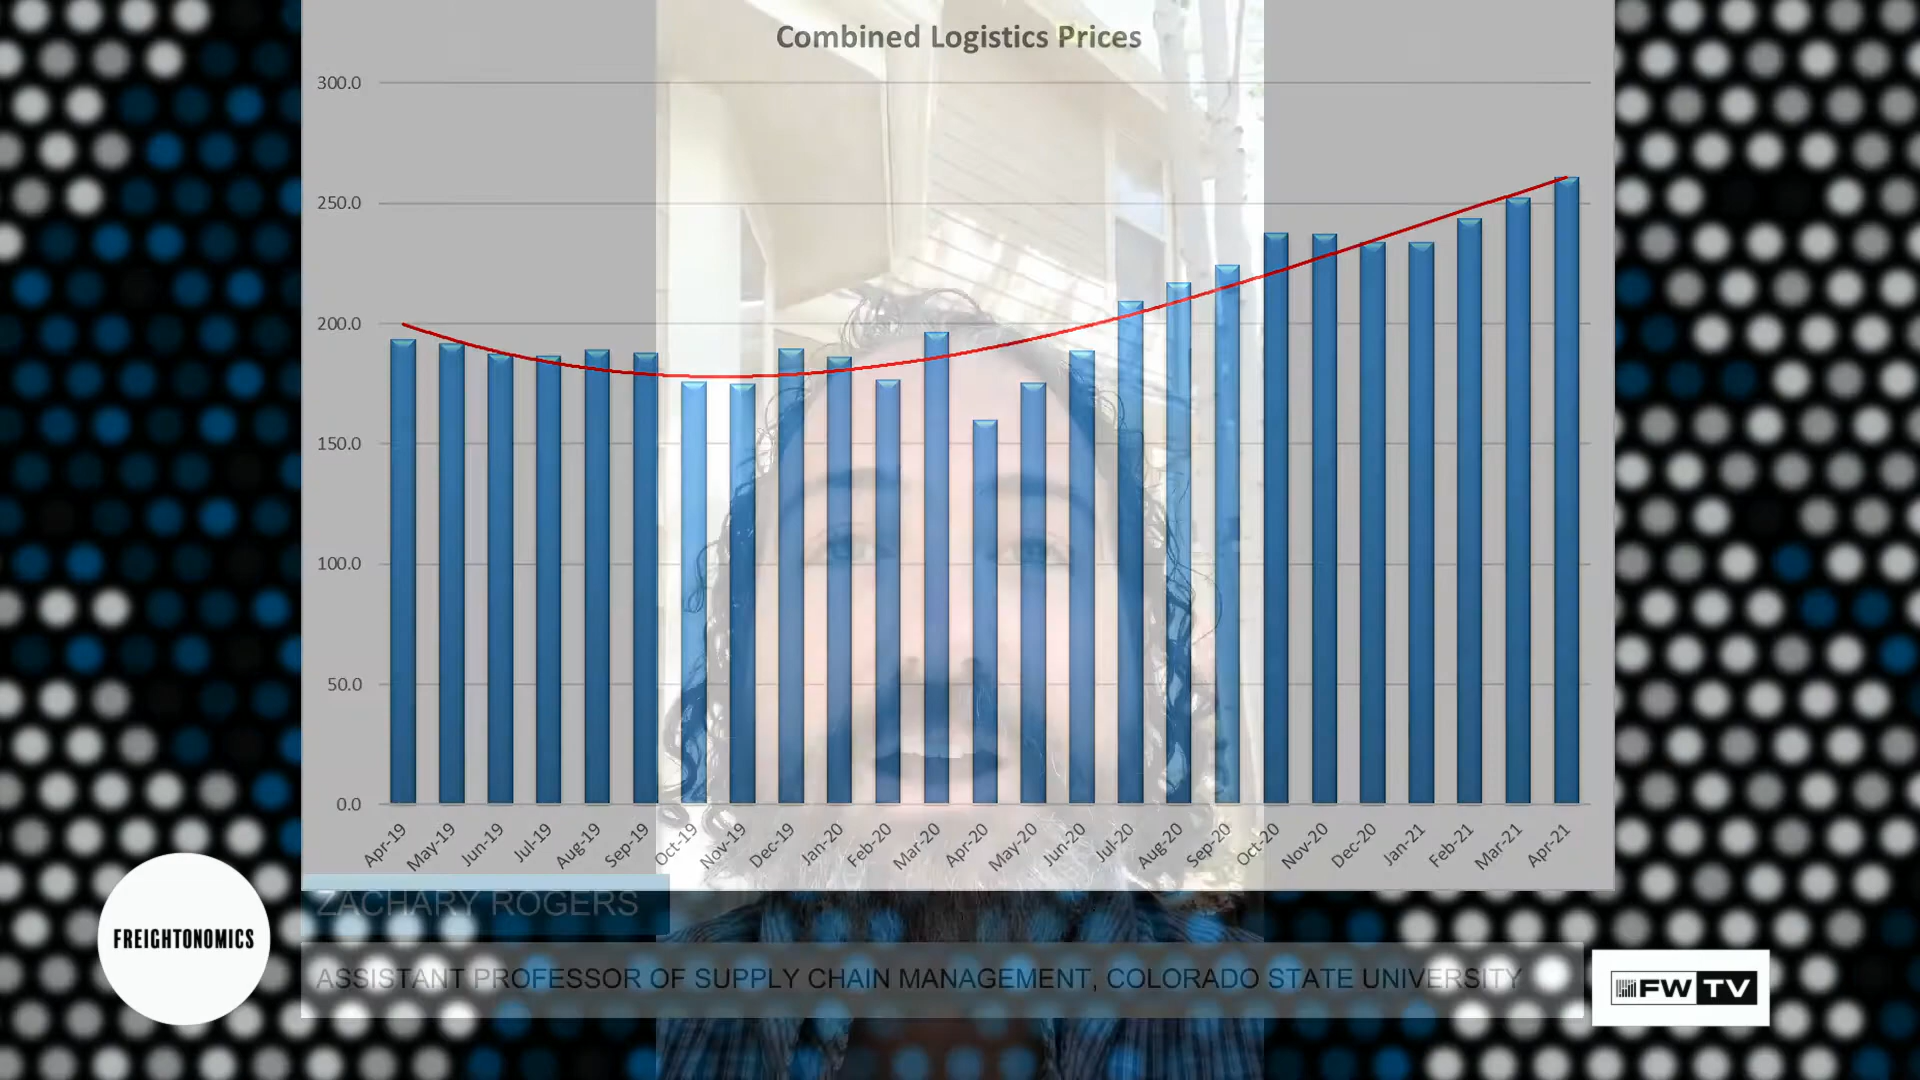 Combined Logistics Prices
300.0
250.0
200.0
150.0
100.0
50.0
0.0
Apr-19 May-19 Jun-19 Jul-19 Aug-19 Sep-19 Oct-19 Nov-19 Dec-19 Jan-20 Feb-20 Mar-20 Apr-20 May-20 Jun-20 Jul-20 Aug-20 Sep-20 Oct-20 Nov-20 Dec-20 Jan-21 Feb-21 Mar-21 Apr-21
ZACHARY ROGERS
FREIGHTONOMICS
ASSISTANT PROFESSOR OF SUPPLY CHAIN MANAGEMENT, COLORADO STATE UNIVERSITY
FW TV